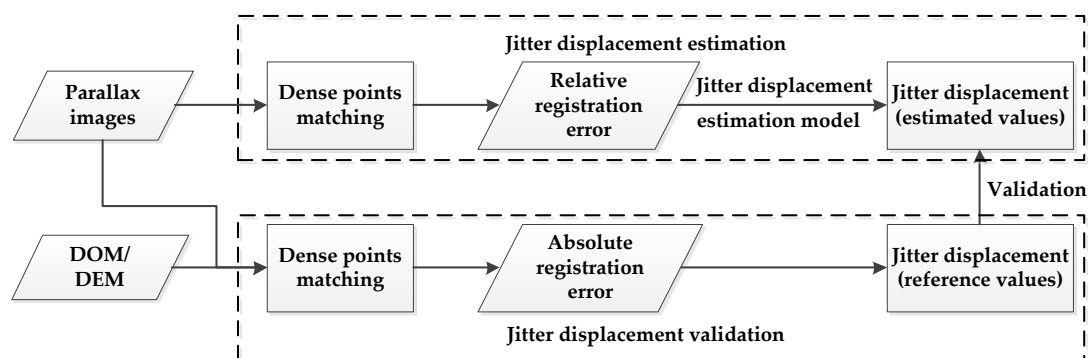 Jitter displacement estimation
Parallax
images
Dense points
matching
Relative
registration
error
Jitter displacement
estimation model
Jitter displacement
(estimated values)
Validation
DOM/
DEM
Dense points
matching
Absolute
registration
error
Jitter displacement
(reference values)
Jitter displacement validation